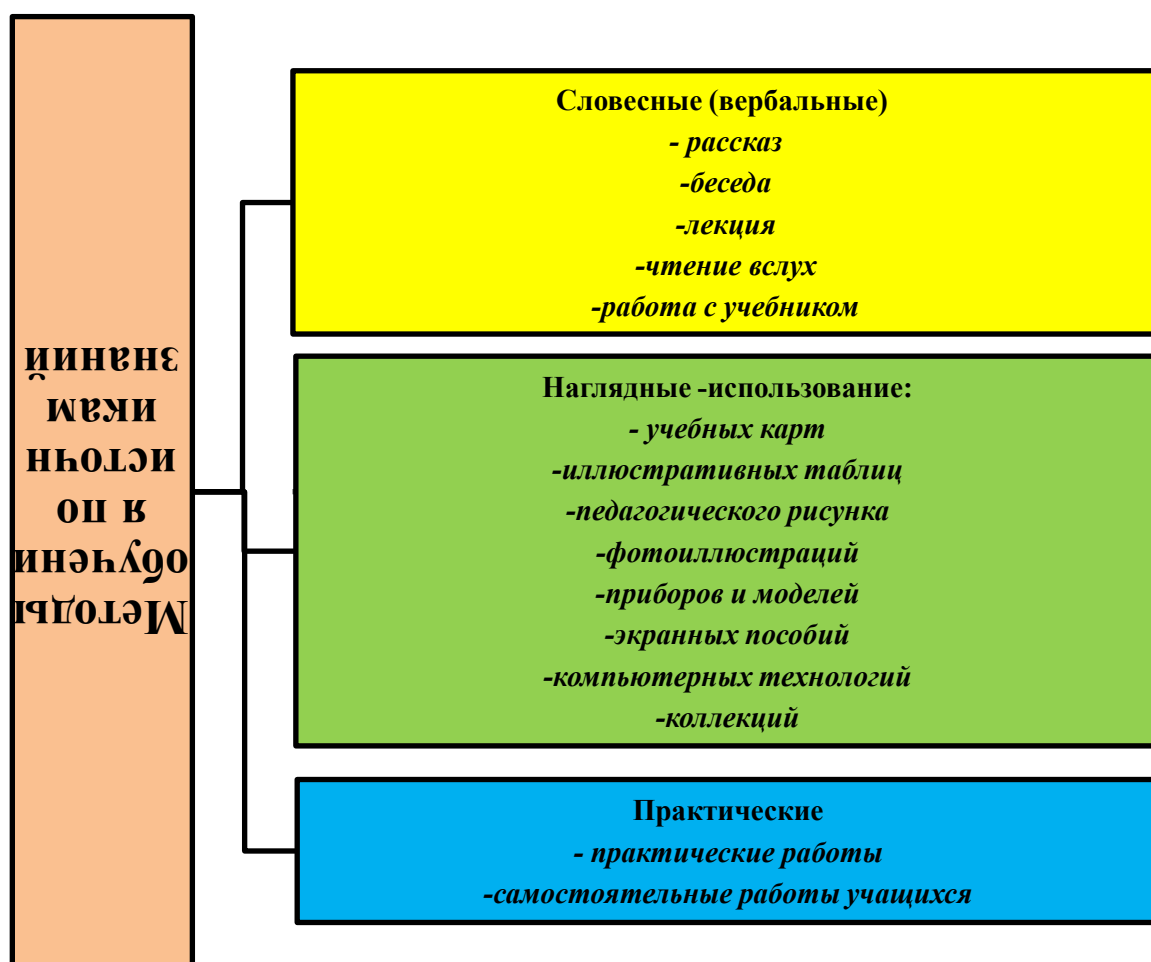 Методы
обучени
я по
источн
икам
знаний
Словесные (вербальные)
- рассказ
-беседа
-лекция
-чтение вслух
-работа с учебником
Наглядные -использование:
- учебных карт
-иллюстративных таблиц
-педагогического рисунка
-фотоиллюстраций
-приборов и моделей
-экранных пособий
-компьютерных технологий
-коллекций
Практические
- практические работы
-самостоятельные работы учащихся